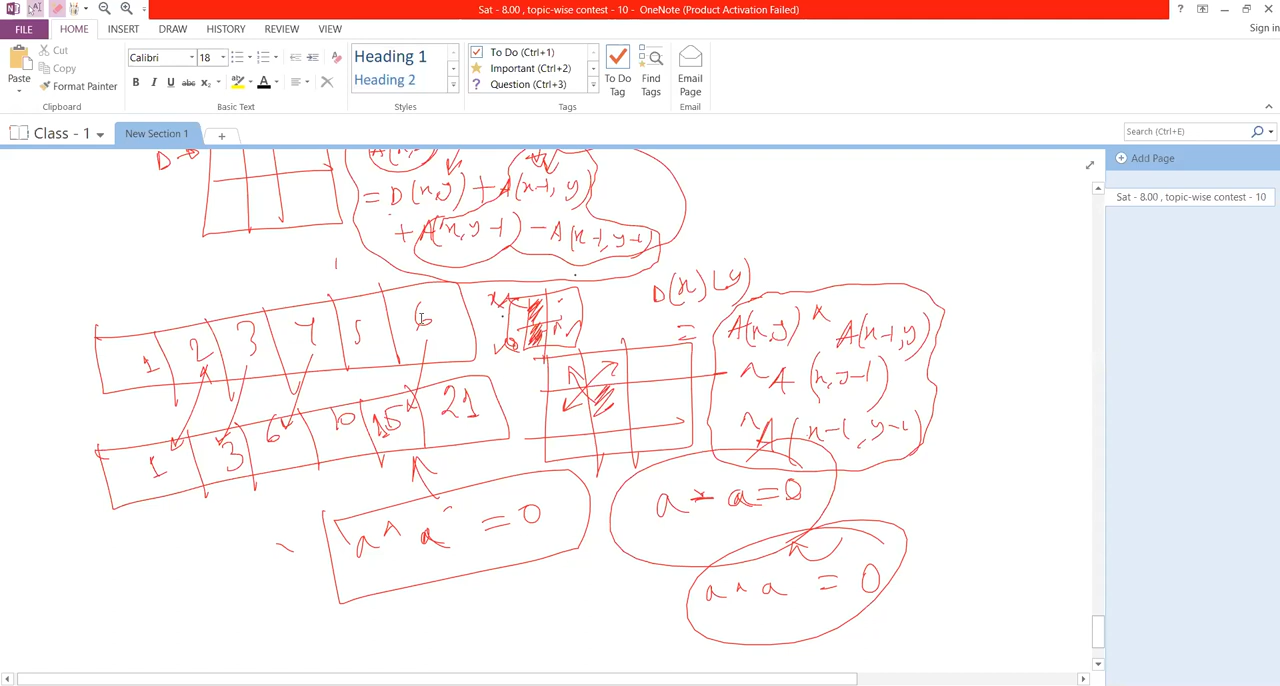 Sat - 8.00 , topic-wise contest - 10 - OneNote (Product Activation Failed)
FILE HOME INSERT DRAW HISTORY REVIEW VIEW
Sign in
Paste
Cut
Copy
Format Painter
Clipboard
Calibri 18
B I U abc x₂ A
Basic Text
Heading 1
Heading 2
Styles
To Do (Ctrl+1)
Important (Ctrl+2)
Question (Ctrl+3)
Tags
To Do Tag
Find Tags
Email Page
Email
Class - 1
New Section 1
Search (Ctrl+E)
Add Page
Sat - 8.00 , topic-wise contest - 10
D →
= D(x,y) + A(x-1, y)
+ A(x, y-1) - A(x-1, y-1)
D(x)(y)
=
A(x,y) ^ A(x-1, y)
^ A(x, y-1)
^ A(x-1, y-1)
1 2 3 4 5 6
1 3 6 10 15 21
a ^ a = 0
a - a = 0
a ^ a = 0